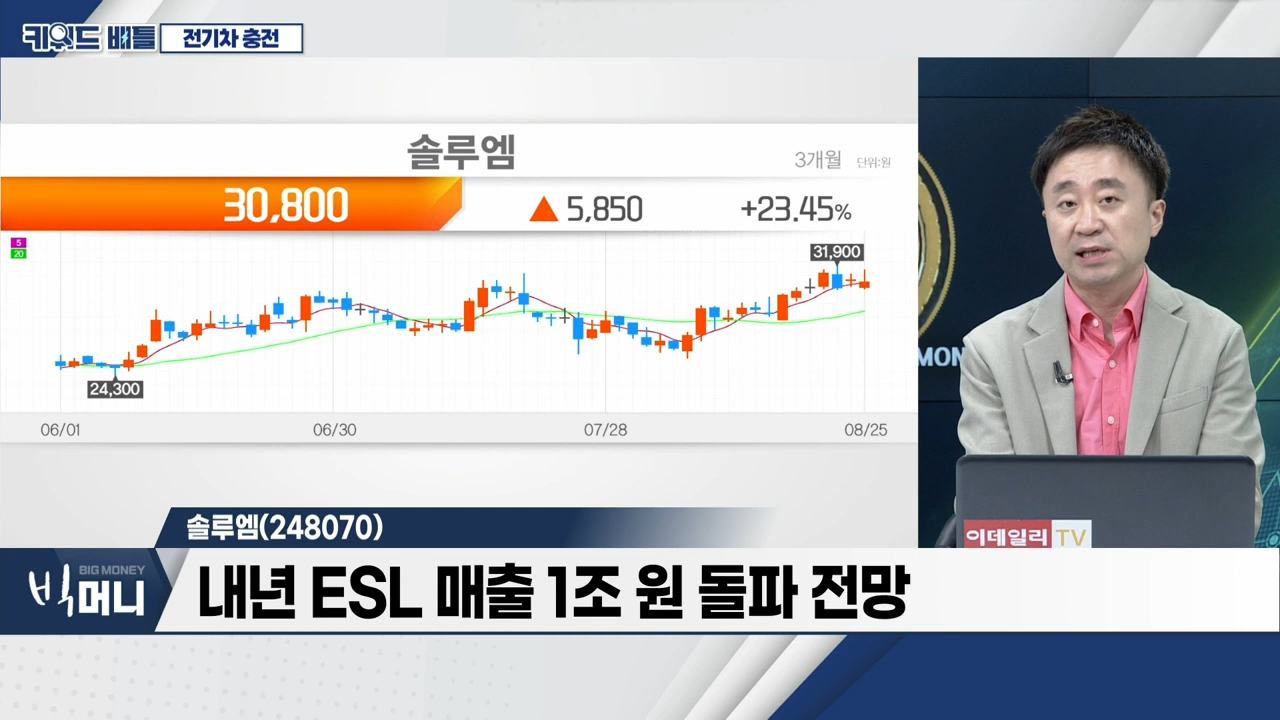 키워드 배틀
전기차 충전
솔루엠
3개월 단위:원
30,800
▲ 5,850
+23.45%
5
20
31,900
24,300
06/01
06/30
07/28
08/25
MON
이데일리 TV
솔루엠(248070)
BIG MONEY
빅머니
내년 ESL 매출 1조 원 돌파 전망